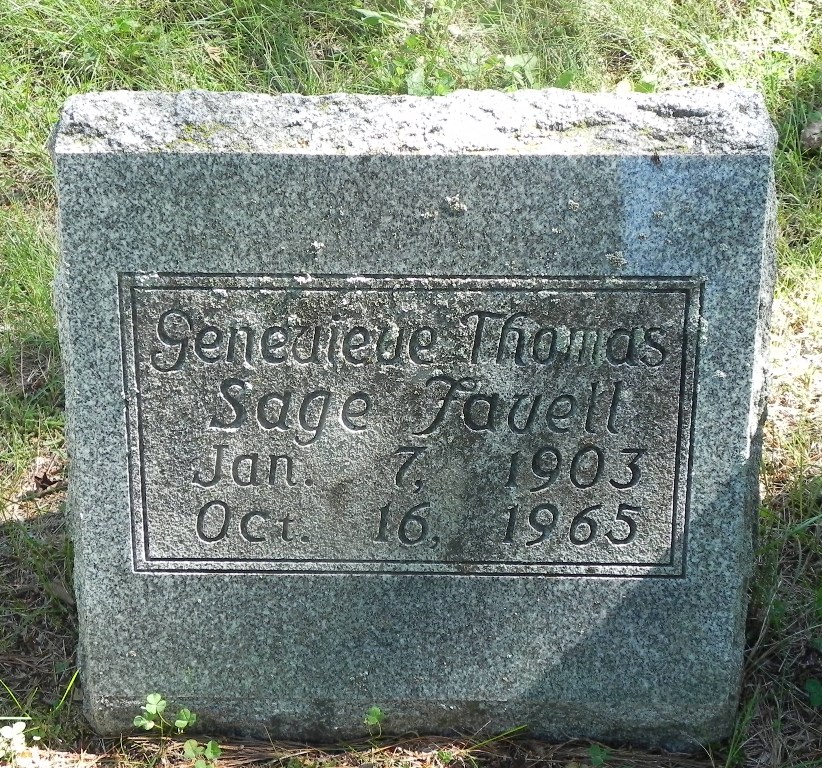 Genevieve Thomas
Sage Favell
Jan. 7, 1903
Oct. 16, 1965